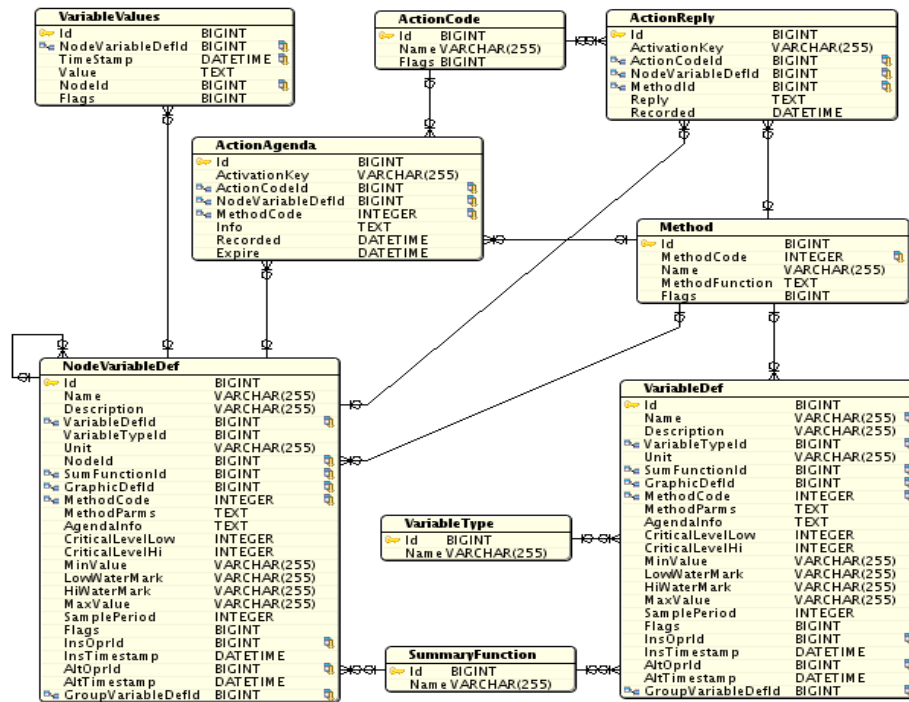 VariableValues
Id BIGINT
NodeVariableDefId BIGINT
TimeStamp DATETIME
Value TEXT
NodeId BIGINT
Flags BIGINT
ActionCode
Id BIGINT
Name VARCHAR(255)
Flags BIGINT
ActionReply
Id BIGINT
ActivationKey VARCHAR(255)
ActionCodeId BIGINT
NodeVariableDefId BIGINT
MethodId BIGINT
Reply TEXT
Recorded DATETIME
ActionAgenda
Id BIGINT
ActivationKey VARCHAR(255)
ActionCodeId BIGINT
NodeVariableDefId BIGINT
MethodCode INTEGER
Info TEXT
Recorded DATETIME
Expire DATETIME
Method
Id BIGINT
MethodCode INTEGER
Name VARCHAR(255)
MethodFunction TEXT
Flags BIGINT
NodeVariableDef
Id BIGINT
Name VARCHAR(255)
Description VARCHAR(255)
VariableDefId BIGINT
VariableTypeId BIGINT
Unit VARCHAR(255)
NodeId BIGINT
SumFunctionId BIGINT
GraphicDefId BIGINT
MethodCode INTEGER
MethodParms TEXT
AgendaInfo TEXT
CriticalLevelLow INTEGER
CriticalLevelHi INTEGER
MinValue VARCHAR(255)
LowWaterMark VARCHAR(255)
HiWaterMark VARCHAR(255)
MaxValue VARCHAR(255)
SamplePeriod INTEGER
Flags BIGINT
InsOprId BIGINT
InsTimestamp DATETIME
AltOprId BIGINT
AltTimestamp DATETIME
GroupVariableDefId BIGINT
VariableDef
Id BIGINT
Name VARCHAR(255)
Description VARCHAR(255)
VariableTypeId BIGINT
Unit VARCHAR(255)
SumFunctionId BIGINT
GraphicDefId BIGINT
MethodCode INTEGER
MethodParms TEXT
AgendaInfo TEXT
CriticalLevelLow INTEGER
CriticalLevelHi INTEGER
MinValue VARCHAR(255)
LowWaterMark VARCHAR(255)
HiWaterMark VARCHAR(255)
MaxValue VARCHAR(255)
SamplePeriod INTEGER
Flags BIGINT
InsOprId BIGINT
InsTimestamp DATETIME
AltOprId BIGINT
AltTimestamp DATETIME
GroupVariableDefId BIGINT
VariableType
Id BIGINT
Name VARCHAR(255)
SummaryFunction
Id BIGINT
Name VARCHAR(255)